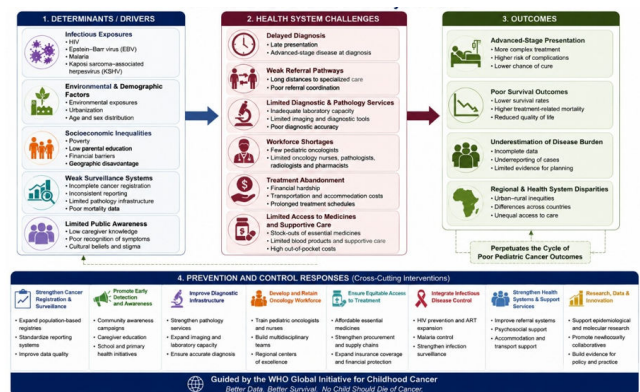 1. DETERMINANTS / DRIVERS
Infectious Exposures
• HIV
• Epstein–Barr virus (EBV)
• Malaria
• Kaposi sarcoma–associated
herpesvirus (KSHV)
Environmental & Demographic
Factors
• Environmental exposures
• Urbanization
• Age and sex distribution
Socioeconomic Inequalities
• Poverty
• Low parental education
• Financial barriers
• Geographic disavoantage
Weak Surveillance Systems
• Incomplete cancer registration
• Inconsistent reporting
• Limited pathology infrastructure
• Poor mortality data
Limited Public Awareness
• Low caregiver knowledge
• Poor recognition of symptoms
• Cultural beliefs and stigma
2. HEALTH SYSTEM CHALLENGES
Delayed Diagnosis
• Late presentation
• Advanced-stage disease at diagnosis
Weak Referral Pathways
• Long distances to specialized care
• Poor referral coordination
Limited Diagnostic & Pathology Services
• Inadequate laboratory capacity
• Limited imaging and diagnostic tools
• Poor diagnostic accuracy
Workforce Shortages
• Few pediatric oncologists
• Limited oncology nurses, pathologists,
radiologists and pharmacists
Treatment Abandonment
• Financial hardship
• Transportation and accommodation costs
• Prolonged treatment schedules
Limited Access to Medicines
and Supportive Care
• Stock-outs of essential medicines
• Limited blood products and supportive care
• High out-of-pocket costs
3. OUTCOMES
Advanced-Stage Presentation
• More complex treatment
• Higher risk of complications
• Lower chance of cure
Poor Survival Outcomes
• Lower survival rates
• Higher treatment-related mortality
• Reduced quality of life
Underestimation of Disease Burden
• Incomplete data
• Underreporting of cases
• Limited evidence for planning
Regional & Health System Disparities
• Urban–rural inequities
• Differences across countries
• Unequal access to care
Perpetuates the Cycle of
Poor Pediatric Cancer Outcomes
4. PREVENTION AND CONTROL RESPONSES (Cross-Cutting Interventions)
Strengthen Cancer
Registration &
Surveillance
• Expand population-based
registries
• Standardize reporting
systems
• Improve data quality
Promote Early
Detection
and Awareness
• Community awareness
campaigns
• Caregiver education
• School and primary
health initiatives
Improve Diagnostic
Infrastructure
• Strengthen pathology
services
• Expand imaging and
laboratory capacity
• Ensure accurate diagnosis
Develop and Retain
Oncology Workforce
• Train pediatric oncologists
and nurses
• Build multidisciplinary
teams
• Regional centers
of excellence
Ensure Equitable Access
to Treatment
• Affordable essential
medicines
• Strengthen procurement
and supply chains
• Expand insurance coverage
and financial protection
Integrate Infectious
Disease Control
• HIV prevention and ART
expansion
• Malaria control
• Strengthen infection
surveillance
Strengthen Health
Systems & Support
Services
• Improve referral systems
• Psychosocial support
• Accommodation and
transport support
Research, Data &
Innovation
• Support epidemiological
and molecular research
• Promote
collaborations
• Build evidence for
policy and practice
Guided by the WHO Global Initiative for Childhood Cancer
Better Data. Better Survival. No Child Should Die of Cancer.